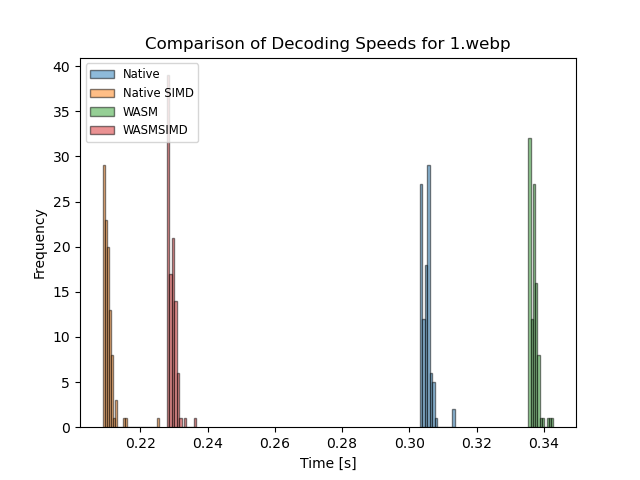 Comparison of Decoding Speeds for 1.webp
40
35
30
25
20
15
10
5
0
Frequency
Native
Native SIMD
WASM
WASMSIMD
0.22 0.24 0.26 0.28 0.30 0.32 0.34
Time [s]